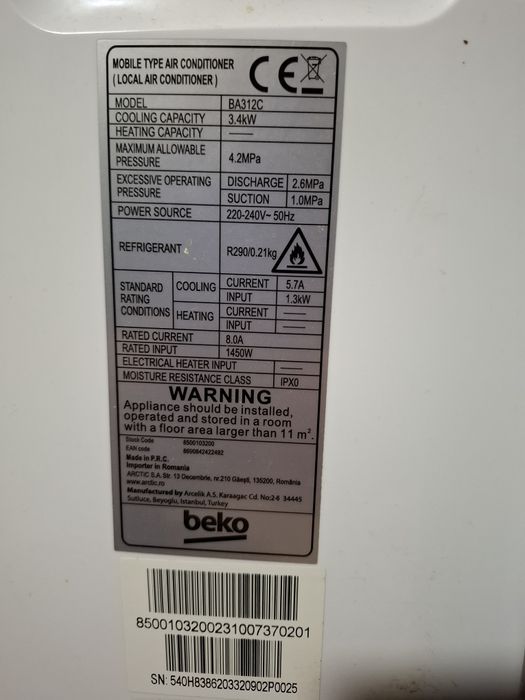 MOBILE TYPE AIR CONDITIONER
( LOCAL AIR CONDITIONER )
CE
MODEL BA312C
COOLING CAPACITY 3.4kW
HEATING CAPACITY ——
MAXIMUM ALLOWABLE
PRESSURE 4.2MPa
EXCESSIVE OPERATING
PRESSURE
DISCHARGE 2.6MPa
SUCTION 1.0MPa
POWER SOURCE 220-240V~ 50Hz
REFRIGERANT R290/0.21kg
STANDARD
RATING
CONDITIONS
COOLING CURRENT 5.7A
INPUT 1.3kW
HEATING CURRENT ——
INPUT ——
RATED CURRENT 8.0A
RATED INPUT 1450W
ELECTRICAL HEATER INPUT ——
MOISTURE RESISTANCE CLASS IPX0
WARNING
Appliance should be installed,
operated and stored in a room
with a floor area larger than 11 m².
Stock Code 8500103200
EAN code 8690842422492
Made in P.R.C.
Importer in Romania
ARCTIC S.A. Str. 13 Decembrie, nr.210 Găești, 135200, România
www.arctic.ro
Manufactured by Arcelik A.S. Karaagac Cd. No:2-6 34445
Sutluce, Beyoglu, Istanbul, Turkey
beko
8500103200231007370201
SN: 540H8386203320902P0025